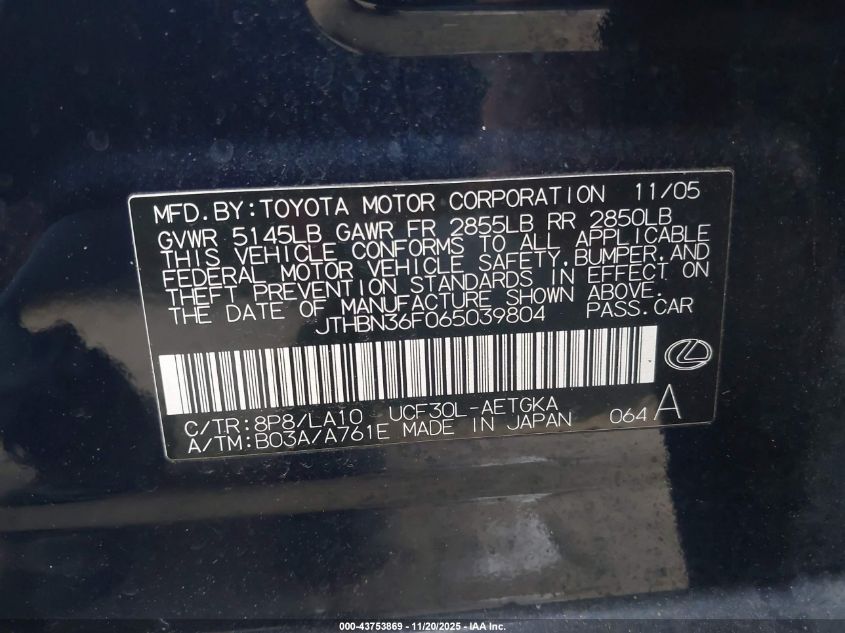 MFD. BY: TOYOTA MOTOR CORPORATION 11/05
GVWR 5145LB GAWR FR 2855LB RR 2850LB
THIS VEHICLE CONFORMS TO ALL APPLICABLE
FEDERAL MOTOR VEHICLE SAFETY, BUMPER, AND
THEFT PREVENTION STANDARDS IN EFFECT ON
THE DATE OF MANUFACTURE SHOWN ABOVE.
JTHBN36F065039804 PASS. CAR
C/TR: 8P8/LA10 UCF30L-AETGKA
A/TM: B03A/A761E MADE IN JAPAN 064 A
000-43753869 - 11/20/2025 - IAA Inc.